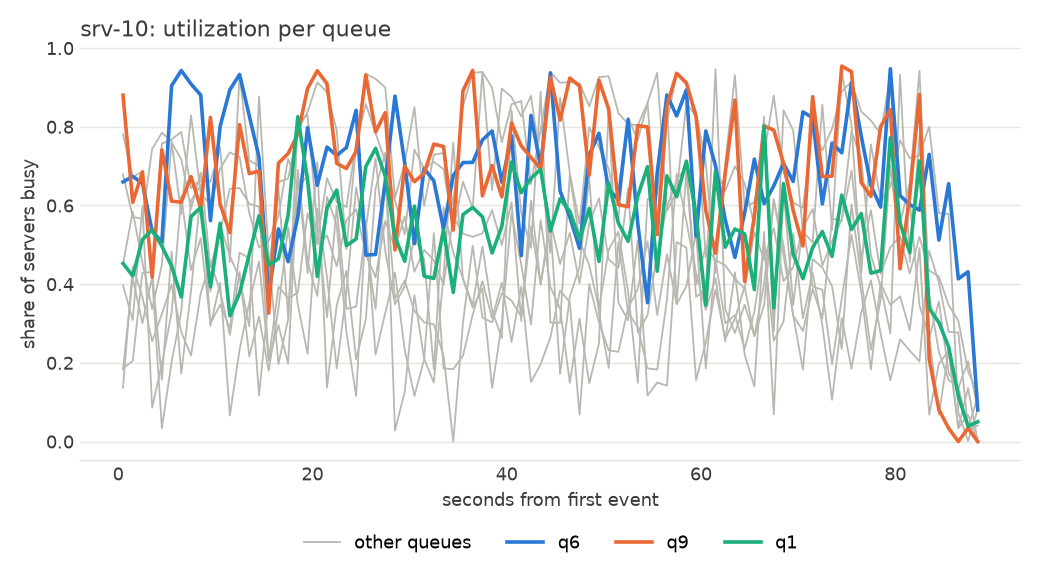 srv-10: utilization per queue
share of servers busy
1.0
0.8
0.6
0.4
0.2
0.0
0 20 40 60 80
seconds from first event
other queues q6 q9 q1